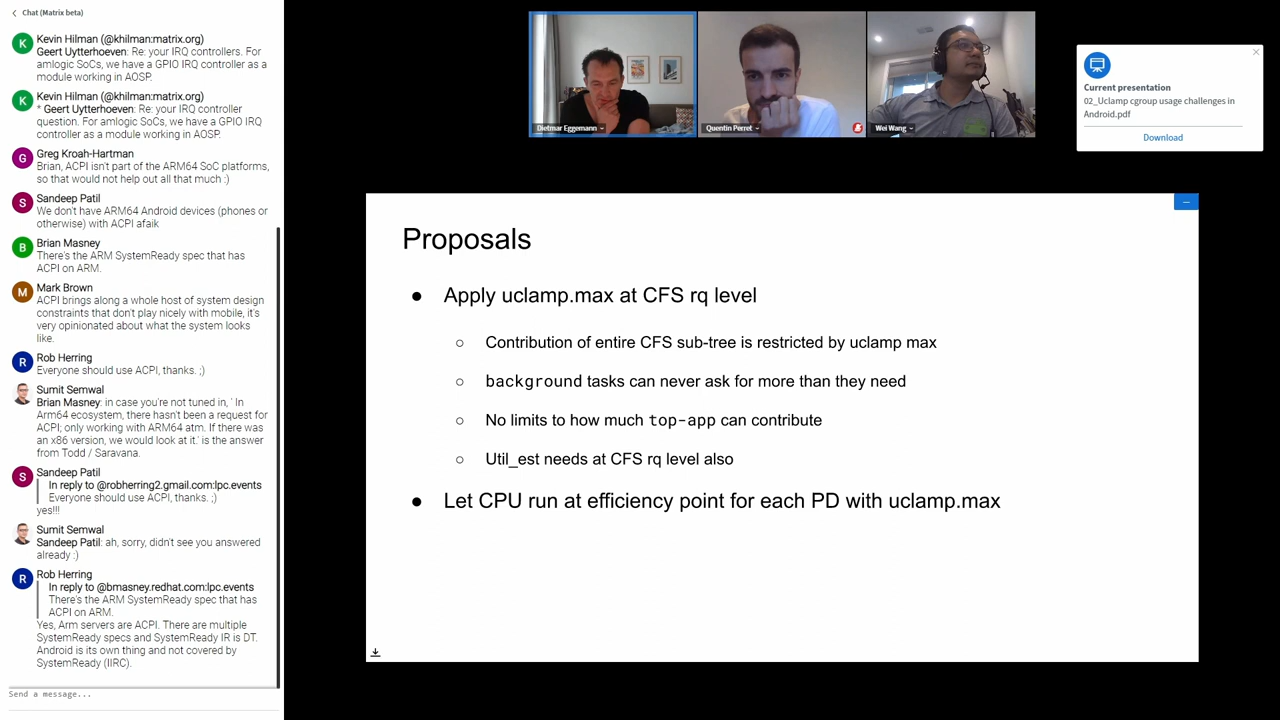 Chat (Matrix beta)
Kevin Hilman (@khilman:matrix.org)
Geert Uytterhoeven: Re: your IRQ controllers. For
amlogic SoCs, we have a GPIO IRQ controller as a
module working in AOSP.
Kevin Hilman (@khilman:matrix.org)
* Geert Uytterhoeven: Re: your IRQ controller
question. For amlogic SoCs, we have a GPIO IRQ
controller as a module working in AOSP.
Greg Kroah-Hartman
Brian, ACPI isn't part of the ARM64 SoC platforms,
so that would not help out all that much :)
Sandeep Patil
We don't have ARM64 Android devices (phones or
otherwise) with ACPI afaik
Brian Masney
There's the ARM SystemReady spec that has
ACPI on ARM.
Mark Brown
ACPI brings along a whole host of system design
constraints that don't play nicely with mobile, it's
very opinionated about what the system looks
like.
Rob Herring
Everyone should use ACPI, thanks. ;)
Sumit Semwal
Brian Masney: in case you're not tuned in, ' In
Arm64 ecosystem, there hasn't been a request for
ACPI; only working with ARM64 atm. If there was
an x86 version, we would look at it.' is the answer
from Todd / Saravana.
Sandeep Patil
In reply to @robherring2.gmail.com:lpc.events
Everyone should use ACPI, thanks. ;)
yes!!!
Sumit Semwal
Sandeep Patil: ah, sorry, didn't see you answered
already :)
Rob Herring
In reply to @bmasney.redhat.com:lpc.events
There's the ARM SystemReady spec that has
ACPI on ARM.
Yes, Arm servers are ACPI. There are multiple
SystemReady specs and SystemReady IR is DT.
Android is its own thing and not covered by
SystemReady (IIRC).
Send a message...
K
K
G
S
B
M
R
S
R
Dietmar Eggemann
Quentin Perret
Wei Wang
Current presentation
02_Uclamp cgroup usage challenges in
Android.pdf
Download
Proposals
● Apply uclamp.max at CFS rq level
○ Contribution of entire CFS sub-tree is restricted by uclamp max
○ background tasks can never ask for more than they need
○ No limits to how much top-app can contribute
○ Util_est needs at CFS rq level also
● Let CPU run at efficiency point for each PD with uclamp.max